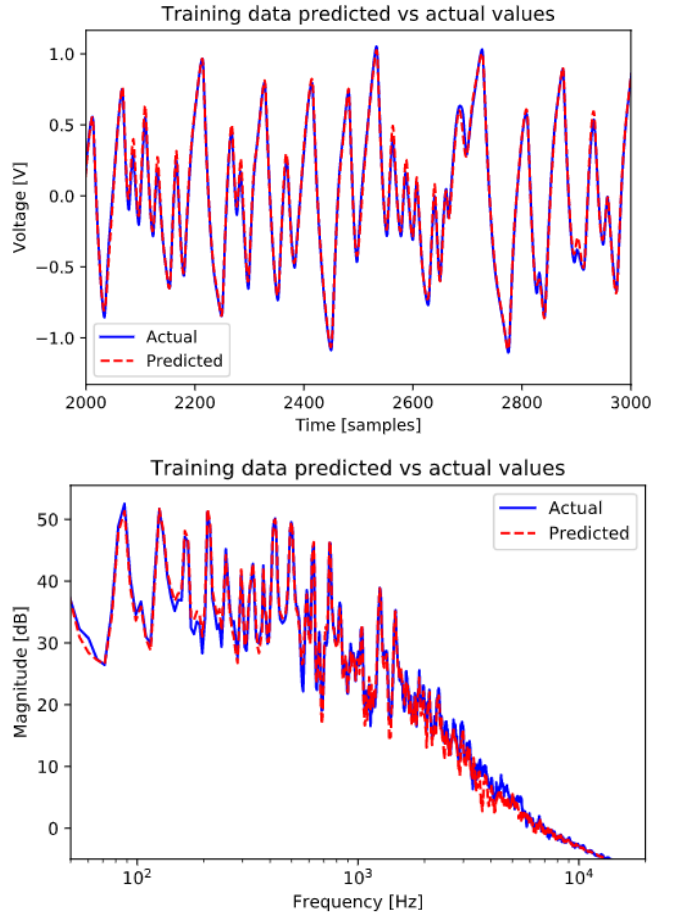 Training data predicted vs actual values
1.0
0.5
0.0
−0.5
−1.0
Voltage [V]
Actual
Predicted
2000 2200 2400 2600 2800 3000
Time [samples]
Training data predicted vs actual values
50
40
30
20
10
0
Magnitude [dB]
Actual
Predicted
10² 10³ 10⁴
Frequency [Hz]